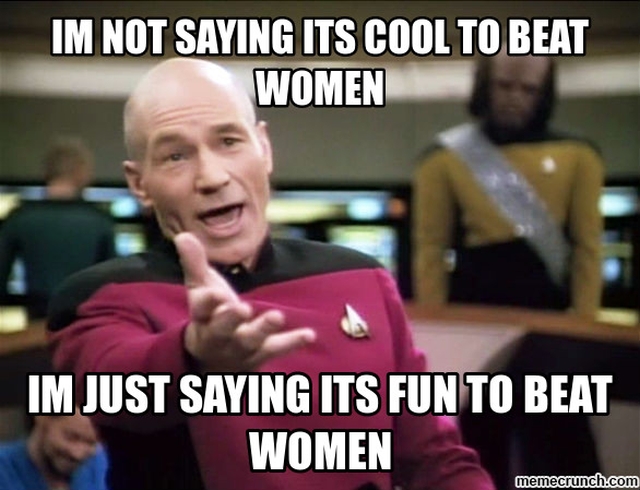 IM NOT SAYING ITS COOL TO BEAT
WOMEN
IM JUST SAYING ITS FUN TO BEAT
WOMEN
memecrunch.com